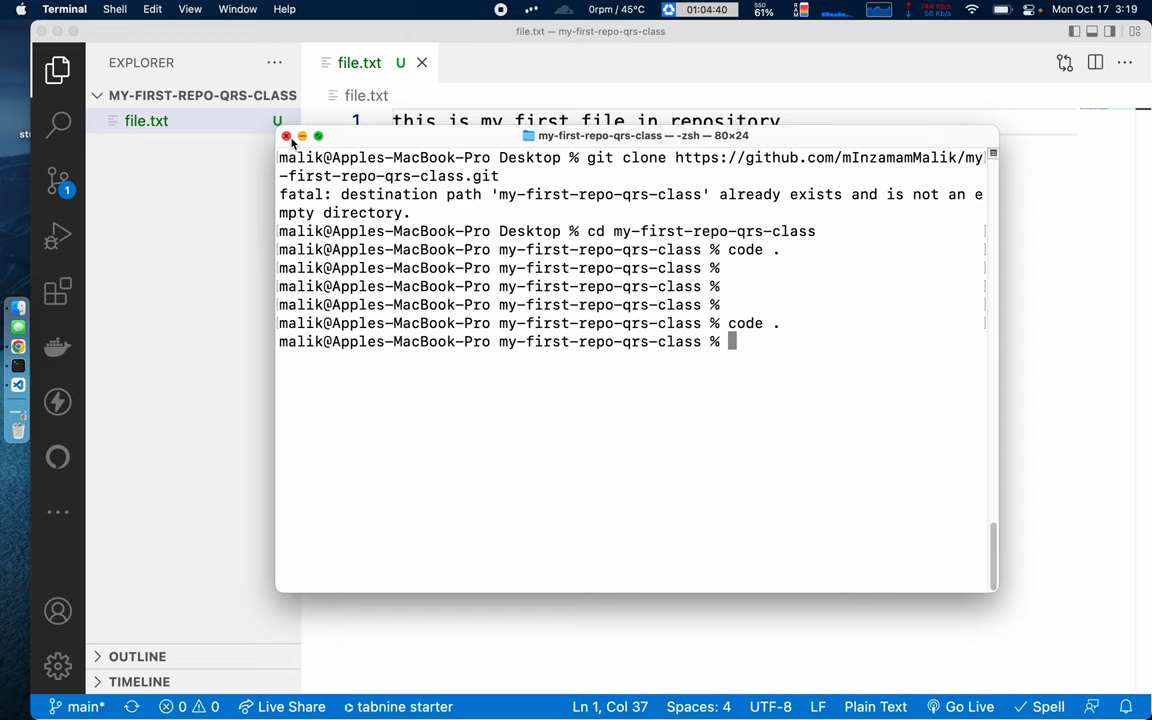 Terminal Shell Edit View Window Help 0rpm / 45°C 01:04:40 SSD 61% 744 Kb/s 56 Kb/s Mon Oct 17 3:19
file.txt — my-first-repo-qrs-class
EXPLORER
file.txt U
MY-FIRST-REPO-QRS-CLASS
file.txt
file.txt U
1 this is my first file in repository
my-first-repo-qrs-class — -zsh — 80×24
malik@Apples-MacBook-Pro Desktop % git clone https://github.com/mInzamamMalik/my
-first-repo-qrs-class.git
fatal: destination path 'my-first-repo-qrs-class' already exists and is not an e
mpty directory.
malik@Apples-MacBook-Pro Desktop % cd my-first-repo-qrs-class
malik@Apples-MacBook-Pro my-first-repo-qrs-class % code .
malik@Apples-MacBook-Pro my-first-repo-qrs-class %
malik@Apples-MacBook-Pro my-first-repo-qrs-class %
malik@Apples-MacBook-Pro my-first-repo-qrs-class %
malik@Apples-MacBook-Pro my-first-repo-qrs-class % code .
malik@Apples-MacBook-Pro my-first-repo-qrs-class %
1
OUTLINE
TIMELINE
main* 0 0 Live Share tabnine starter Ln 1, Col 37 Spaces: 4 UTF-8 LF Plain Text Go Live Spell